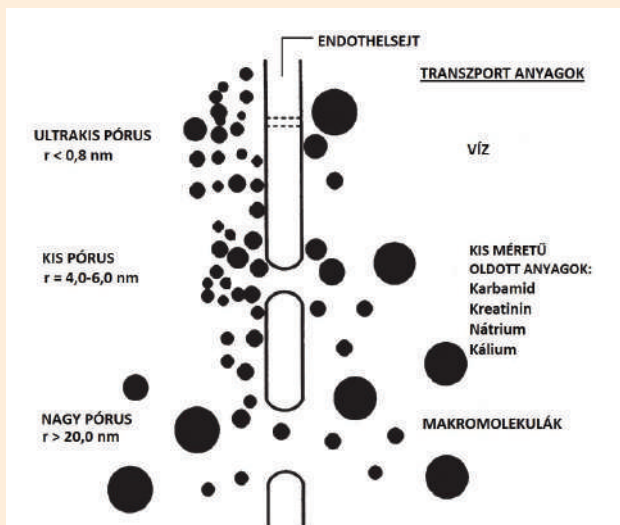 ENDOTHELSEJT
TRANSZPORT ANYAGOK
ULTRAKIS PÓRUS
r < 0,8 nm
VÍZ
KIS PÓRUS
r = 4,0-6,0 nm
KIS MÉRETŰ
OLDOTT ANYAGOK:
Karbamid
Kreatinin
Nátrium
Kálium
NAGY PÓRUS
r > 20,0 nm
MAKROMOLEKULÁK